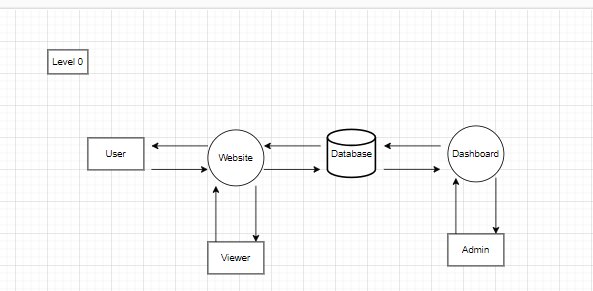 Level 0
User
Website
Database
Dashboard
Viewer
Admin